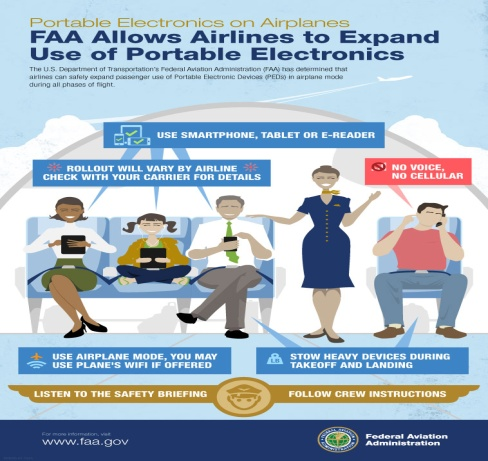 Portable Electronics on Airplanes
FAA Allows Airlines to Expand
Use of Portable Electronics
The U.S. Department of Transportation's Federal Aviation Administration (FAA) has determined that
airlines can safely expand passenger use of Portable Electronic Devices (PEDs) in airplane mode
during all phases of flight.
USE SMARTPHONE, TABLET OR E-READER
ROLLOUT WILL VARY BY AIRLINE
CHECK WITH YOUR CARRIER FOR DETAILS
NO VOICE,
NO CELLULAR
USE AIRPLANE MODE, YOU MAY
USE PLANE'S WIFI IF OFFERED
STOW HEAVY DEVICES DURING
TAKEOFF AND LANDING
LISTEN TO THE SAFETY BRIEFING
FOLLOW CREW INSTRUCTIONS
For more information, visit
www.faa.gov
Federal Aviation
Administration